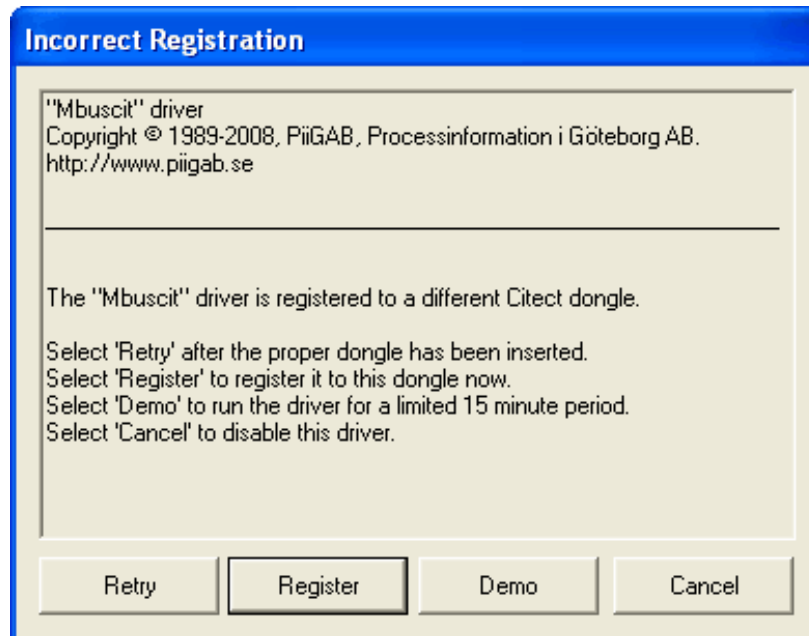 Incorrect Registration
"Mbuscit" driver
Copyright © 1989-2008, PiiGAB, Processinformation i Göteborg AB.
http://www.piigab.se
The "Mbuscit" driver is registered to a different Citect dongle.
Select 'Retry' after the proper dongle has been inserted.
Select 'Register' to register it to this dongle now.
Select 'Demo' to run the driver for a limited 15 minute period.
Select 'Cancel' to disable this driver.
Retry Register Demo Cancel